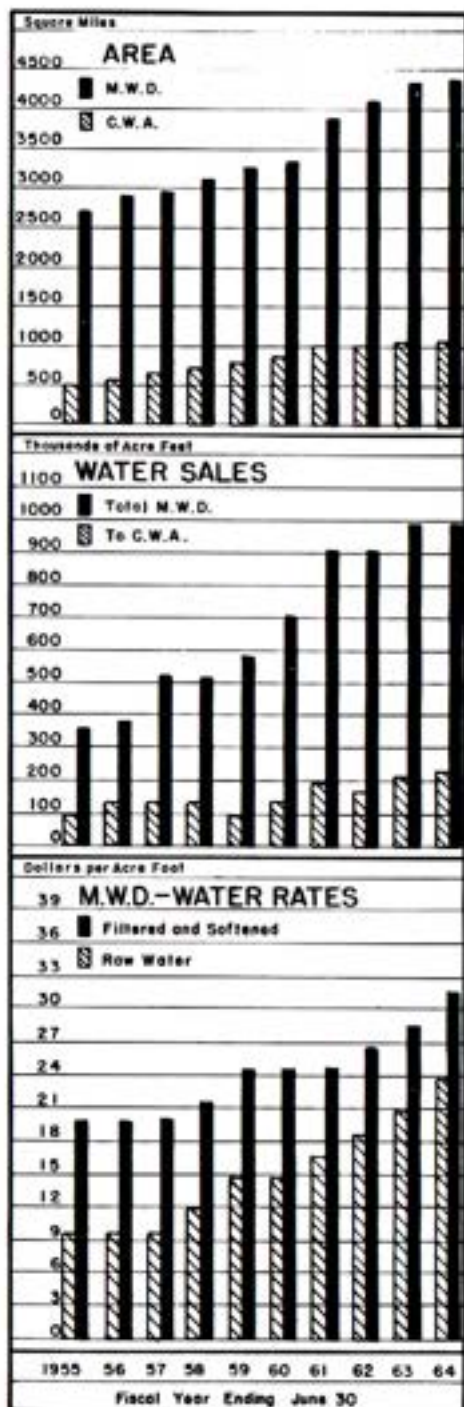 Square Miles
AREA
4500
M.W.D.
4000
C.W.A.
3500
3000
2500
2000
1500
1000
500
0
Thousands of Acre Feet
1100
WATER SALES
1000
Total M.W.D.
900
To C.W.A.
800
700
600
500
400
300
200
100
0
Dollars per Acre Foot
39
M.W.D.-WATER RATES
36
Filtered and Softened
33
Raw Water
30
27
24
21
18
15
12
9
6
3
0
1955 56 57 58 59 60 61 62 63 64
Fiscal Year Ending June 30